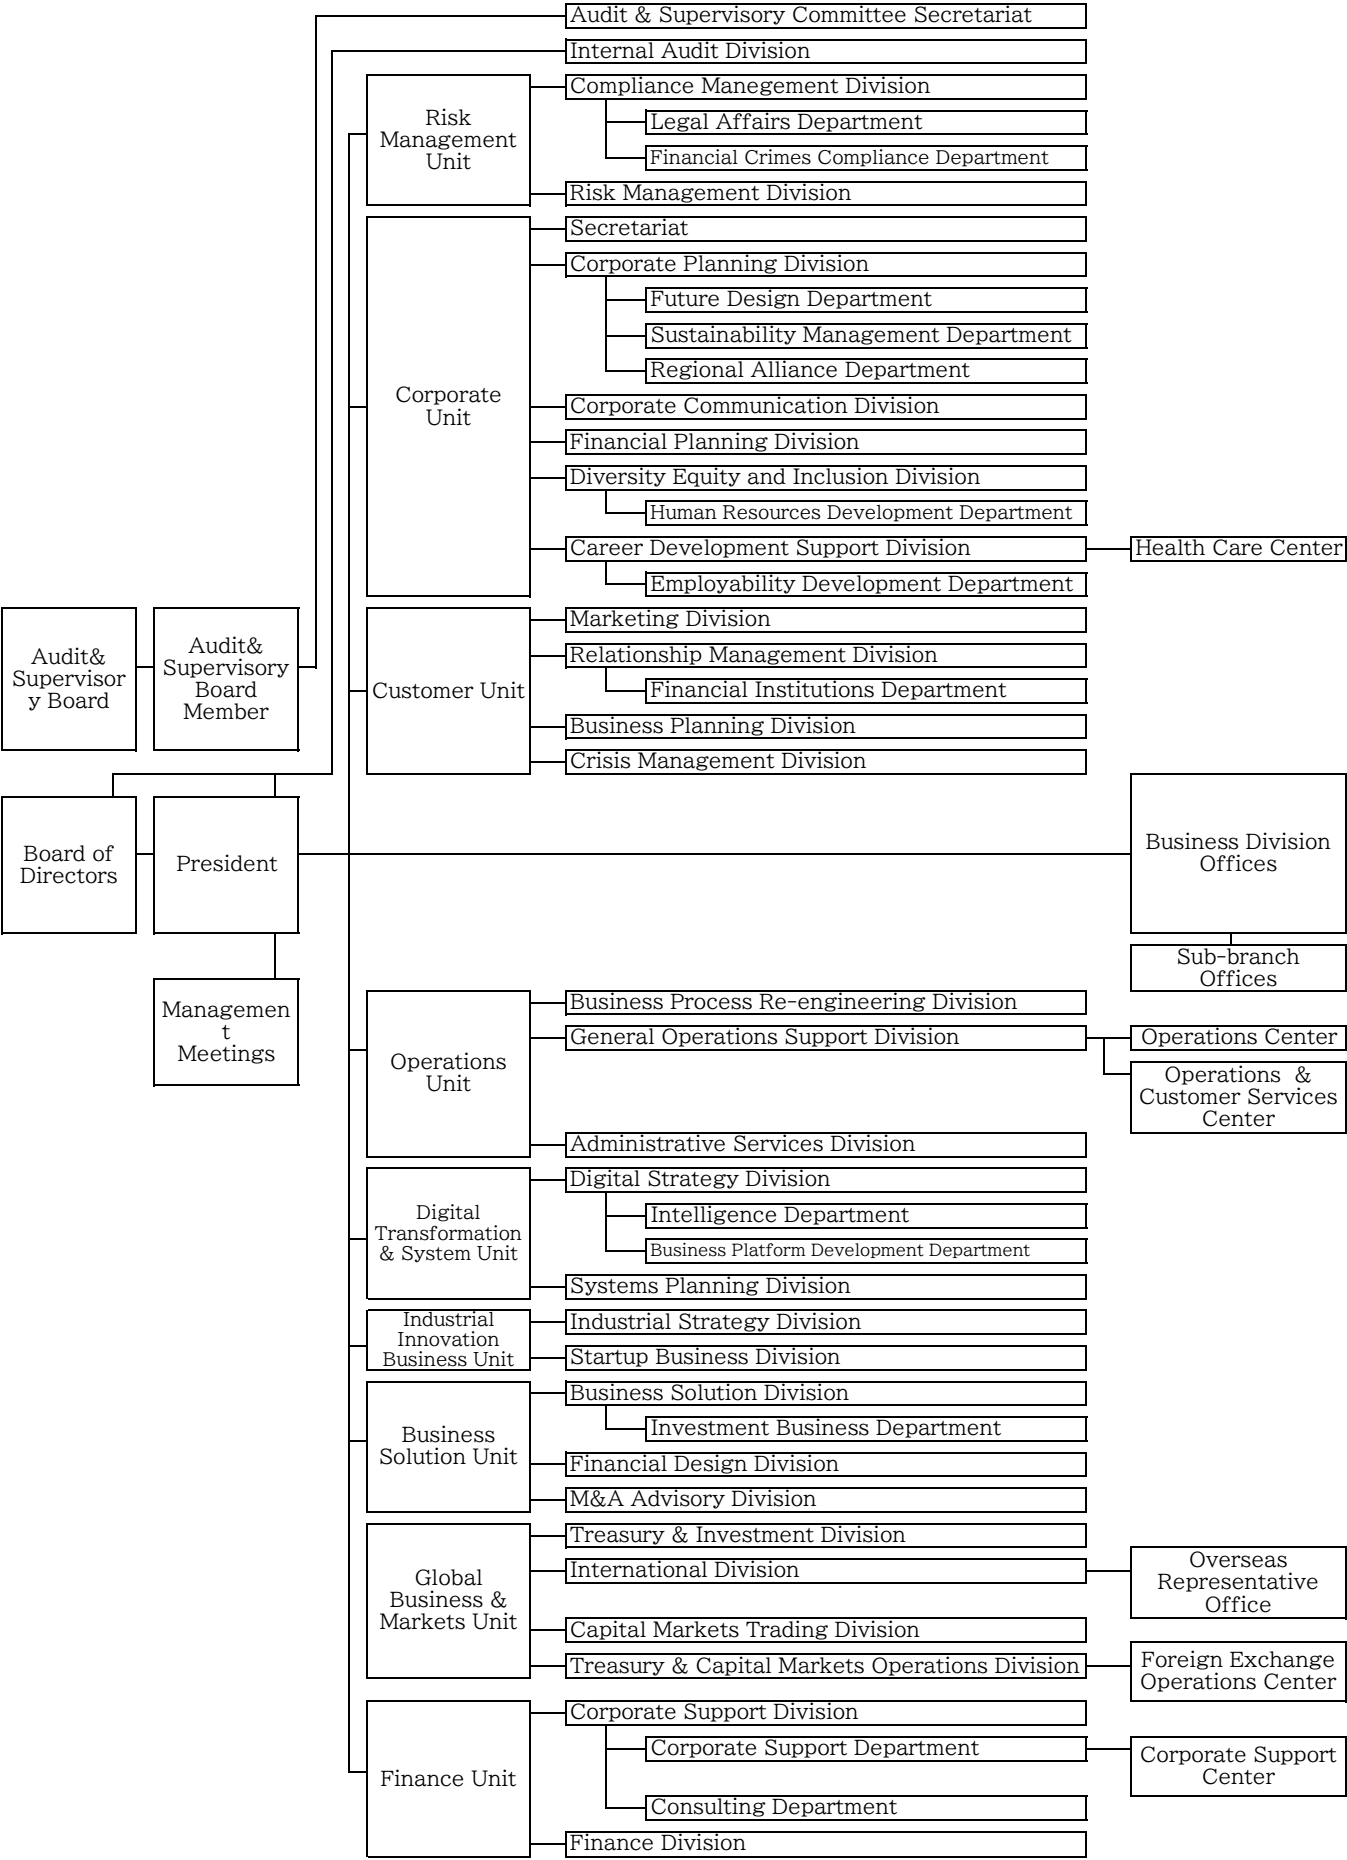 Audit & Supervisory Committee Secretariat
Internal Audit Division
Risk
Management
Unit
Compliance Manegement Division
Legal Affairs Department
Financial Crimes Compliance Department
Risk Management Division
Corporate
Unit
Secretariat
Corporate Planning Division
Future Design Department
Sustainability Management Department
Regional Alliance Department
Corporate Communication Division
Financial Planning Division
Diversity Equity and Inclusion Division
Human Resources Development Department
Career Development Support Division
Health Care Center
Employability Development Department
Audit&
Supervisor
y Board
Audit&
Supervisory
Board
Member
Customer Unit
Marketing Division
Relationship Management Division
Financial Institutions Department
Business Planning Division
Crisis Management Division
Board of
Directors
President
Business Division
Offices
Sub-branch
Offices
Managemen
t
Meetings
Operations
Unit
Business Process Re-engineering Division
General Operations Support Division
Operations Center
Operations  &
Customer Services
Center
Administrative Services Division
Digital
Transformation
& System Unit
Digital Strategy Division
Intelligence Department
Business Platform Development Department
Systems Planning Division
Industrial
Innovation
Business Unit
Industrial Strategy Division
Startup Business Division
Business
Solution Unit
Business Solution Division
Investment Business Department
Financial Design Division
M&A Advisory Division
Global
Business &
Markets Unit
Treasury & Investment Division
International Division
Overseas
Representative
Office
Capital Markets Trading Division
Treasury & Capital Markets Operations Division
Foreign Exchange
Operations Center
Finance Unit
Corporate Support Division
Corporate Support Department
Corporate Support
Center
Consulting Department
Finance Division